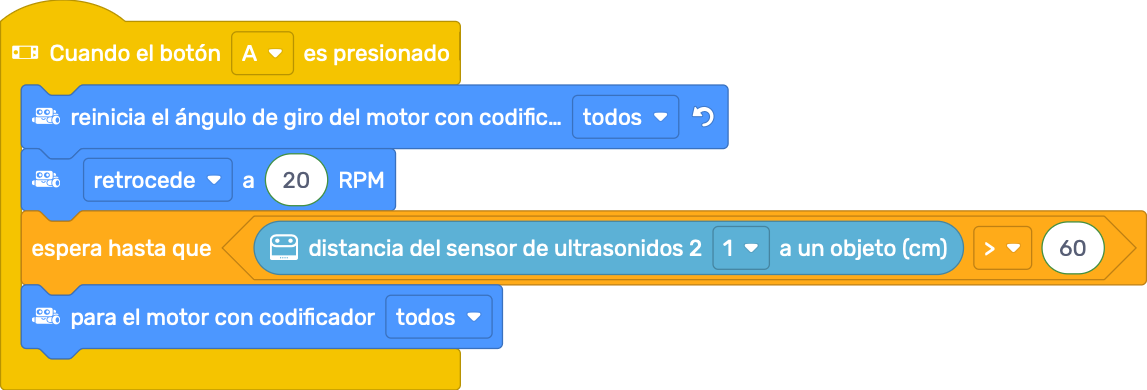 Cuando el botón A es presionado
reinicia el ángulo de giro del motor con codific... todos
retrocede a 20 RPM
espera hasta que distancia del sensor de ultrasonidos 2 1 a un objeto (cm) > 60
para el motor con codificador todos